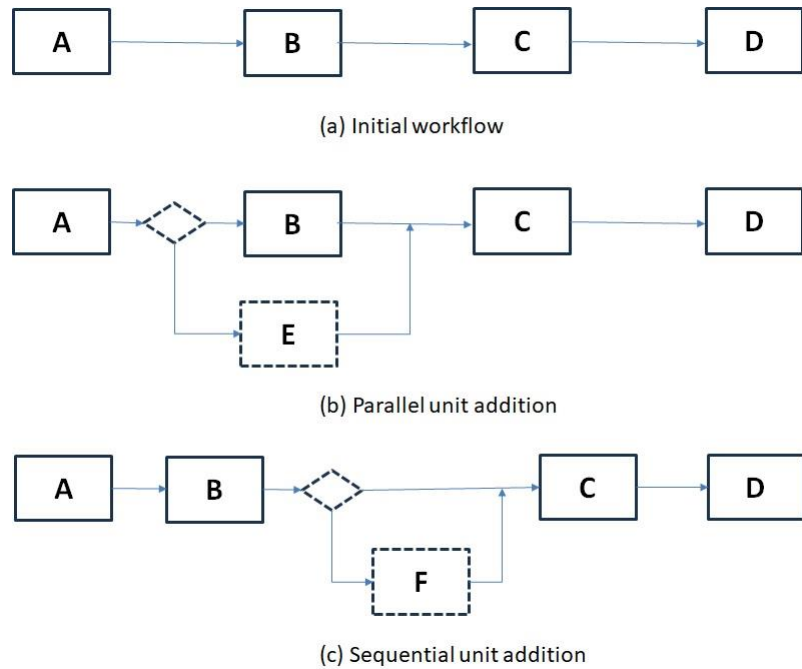 A B C D
(a) Initial workflow
A B C D
E
(b) Parallel unit addition
A B C D
F
(c) Sequential unit addition